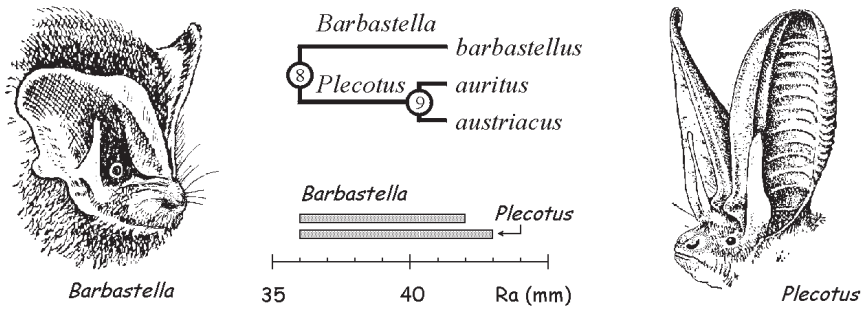 Barbastella
barbastellus
8
Plecotus
auritus
9
austriacus
Barbastella
Plecotus
35
40
Ra (mm)
Barbastella
Plecotus